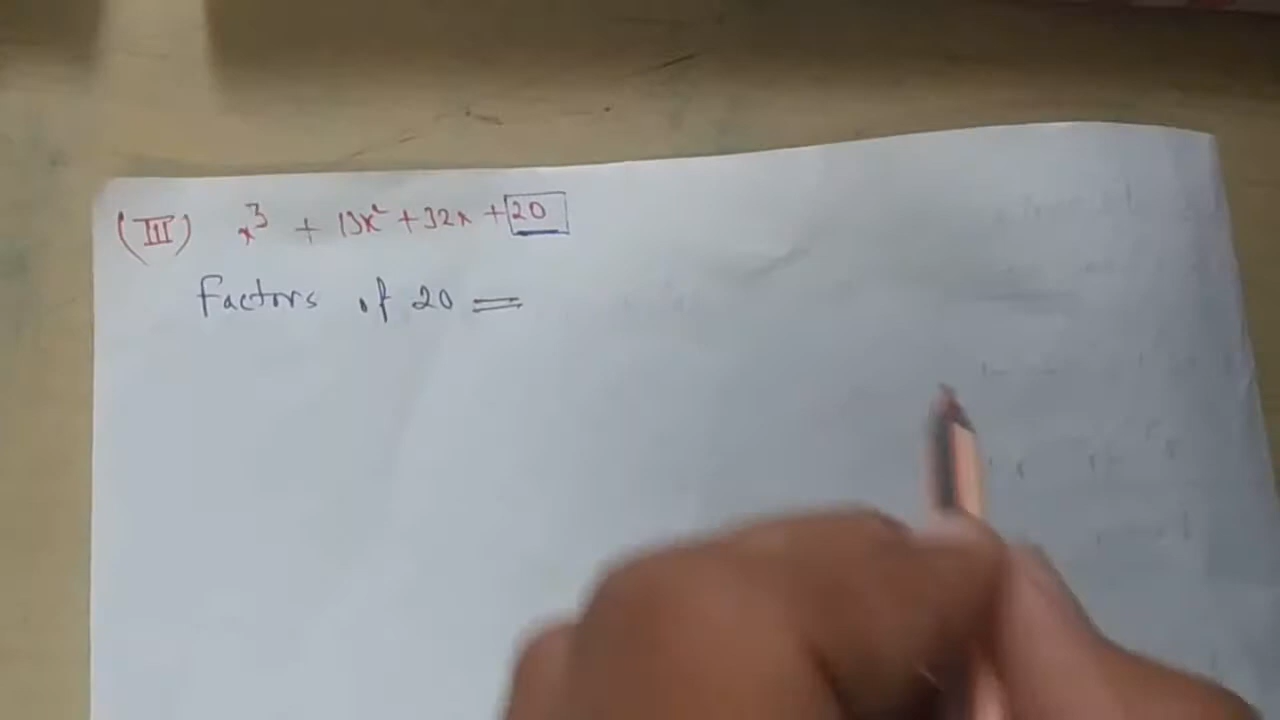 (III) x³ + 13x² + 32x + 20
Factors of 20 =